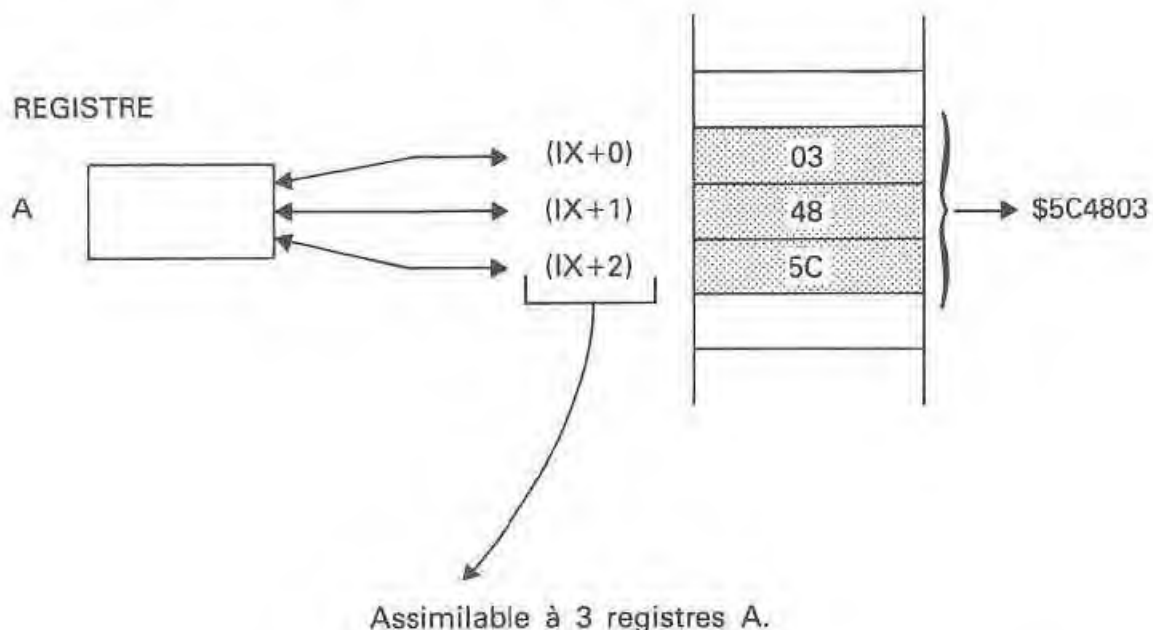 REGISTRE
A
(IX+0)
03
(IX+1)
48
$5C4803
(IX+2)
5C
Assimilable à 3 registres A.